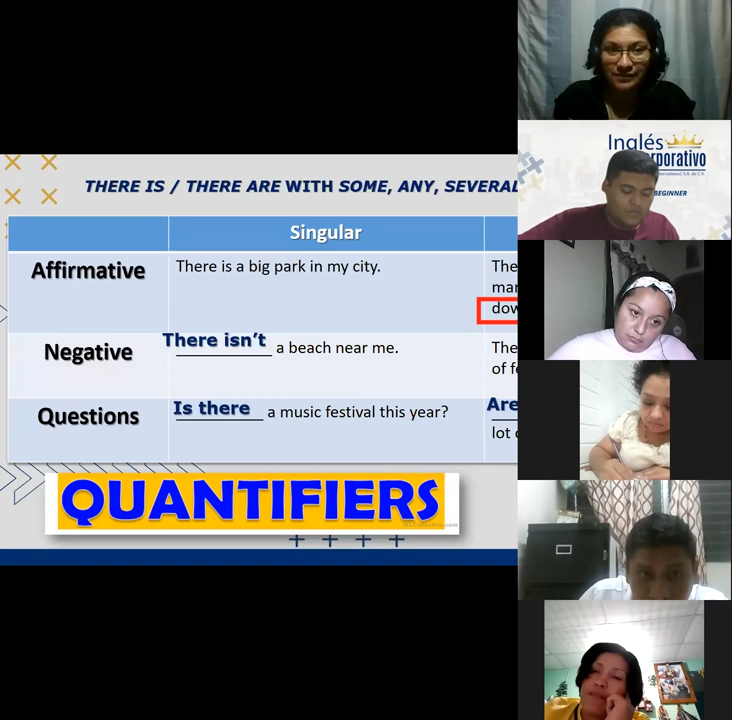 THERE IS / THERE ARE WITH SOME, ANY, SEVERAL
Singular
Affirmative
There is a big park in my city.
The
mar
dow
Negative
There isn't a beach near me.
The
of f
Questions
Is there a music festival this year?
Are
lot
QUANTIFIERS
Inglés
orporativo
International, S.A. de C.V.
BEGINNER